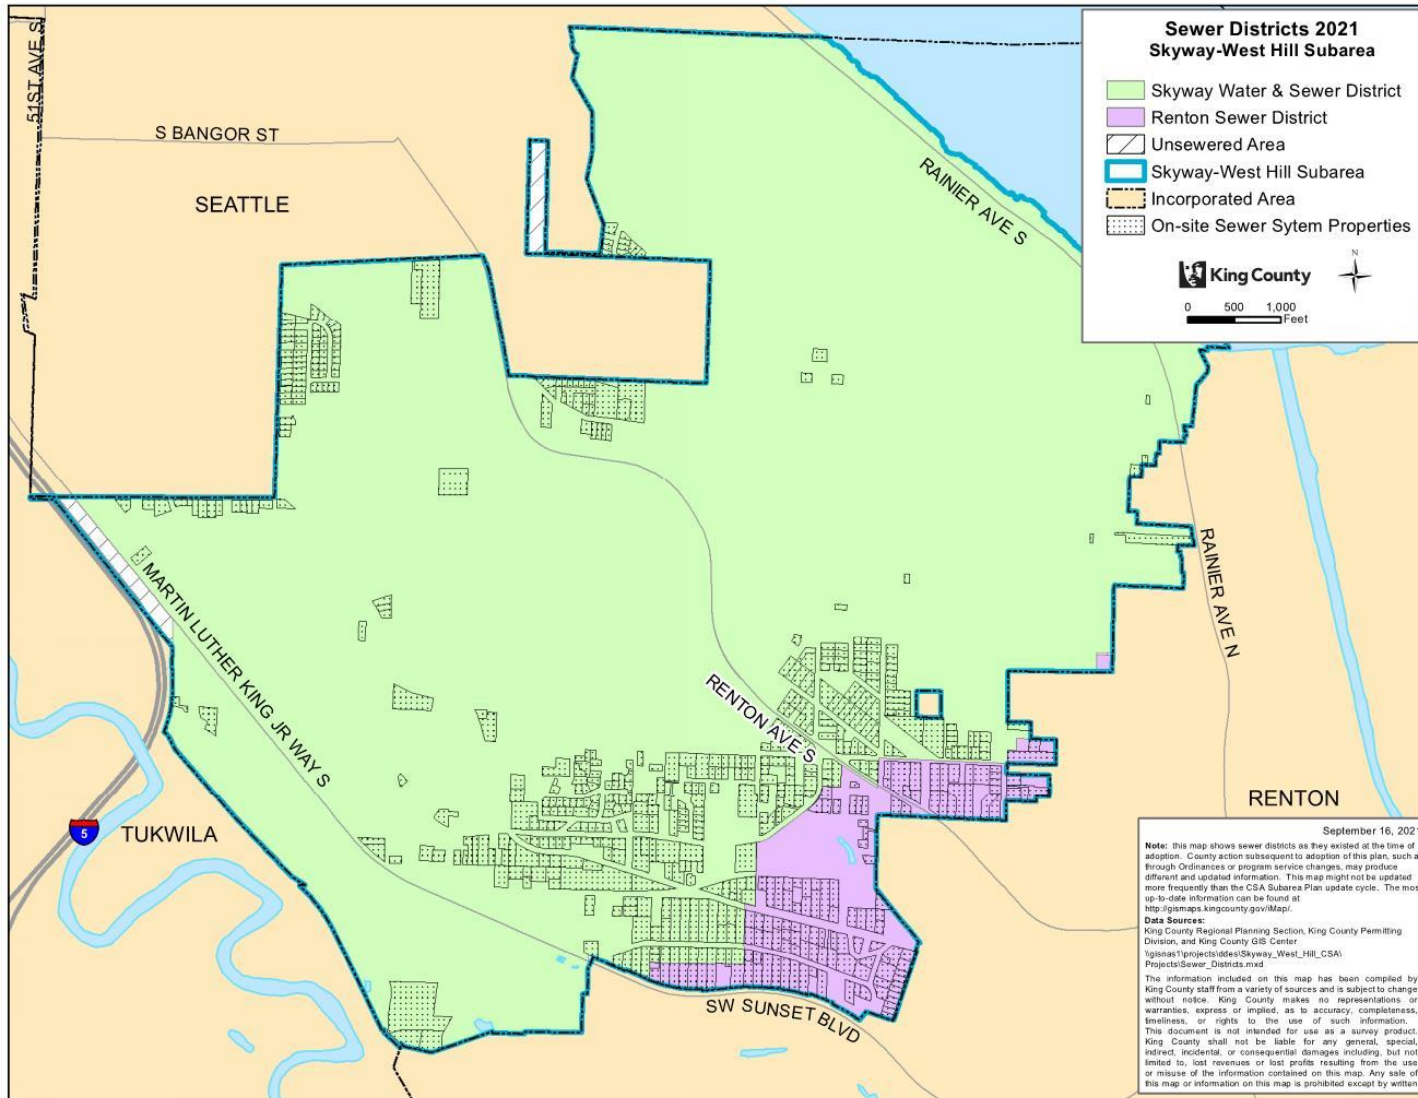 Sewer Districts 2021
Skyway-West Hill Subarea
Skyway Water & Sewer District
Renton Sewer District
Unsewered Area
Skyway-West Hill Subarea
Incorporated Area
On-site Sewer Sytem Properties
King County
N
0 500 1,000
Feet
51ST AVE S
S BANGOR ST
SEATTLE
RAINIER AVE S
RAINIER AVE N
MARTIN LUTHER KING JR WAY S
RENTON AVE S
RENTON
5
TUKWILA
SW SUNSET BLVD
September 16, 2021
Note: this map shows sewer districts as they existed at the time of
adoption. County action subsequent to adoption of this plan, such a
through Ordinances or program service changes, may produce
different and updated information. This map might not be updated
more frequently than the CSA Subarea Plan update cycle. The mos
up-to-date information can be found at
http://gismaps.kingcounty.gov/iMap/.
Data Sources:
King County Regional Planning Section, King County Permitting
Division, and King County GIS Center
\\gisnas1\projects\ddes\Skyway_West_Hill_CSA\
Projects\Sewer_Districts.mxd
The information included on this map has been compiled by
King County staff from a variety of sources and is subject to change
without notice. King County makes no representations or
warranties, express or implied, as to accuracy, completeness,
timeliness, or rights to the use of such information.
This document is not intended for use as a survey product.
King County shall not be liable for any general, special,
indirect, incidental, or consequential damages including, but not
limited to, lost revenues or lost profits resulting from the use
or misuse of the information contained on this map. Any sale of
this map or information on this map is prohibited except by written